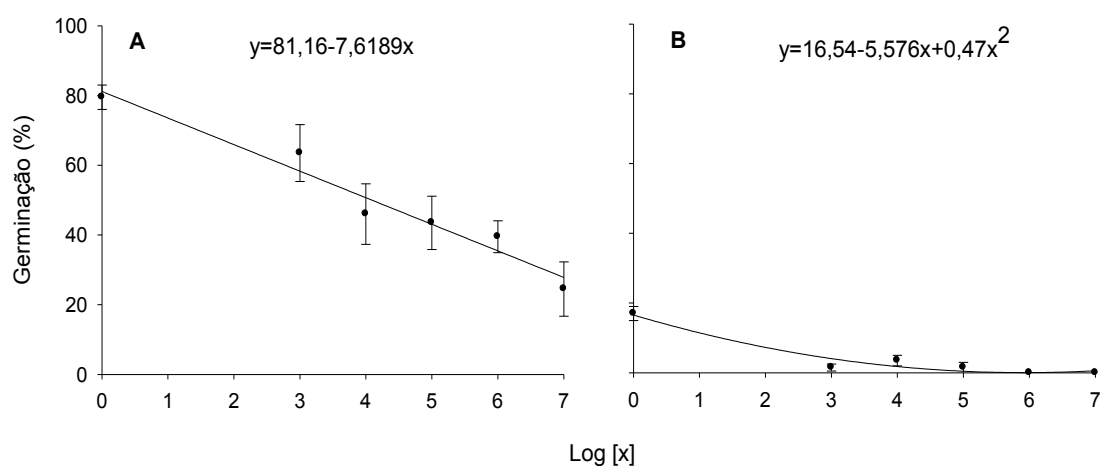 A
y=81,16-7,6189x
B
y=16,54-5,576x+0,47x²
Germinação (%)
100
80
60
40
20
0
0 1 2 3 4 5 6 7
0 1 2 3 4 5 6 7
Log [x]